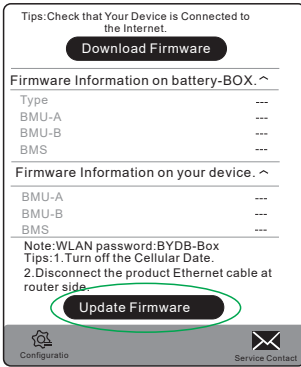 Tips:Check that Your Device is Connected to
the Internet.
Download Firmware
Firmware Information on battery-BOX.
Type ---
BMU-A ---
BMU-B ---
BMS ---
Firmware Information on your device.
BMU-A ---
BMU-B ---
BMS ---
Note:WLAN password:BYDB-Box
Tips:1.Turn off the Cellular Date.
2.Disconnect the product Ethernet cable at
router side.
Update Firmware
Configuratio Service Contact